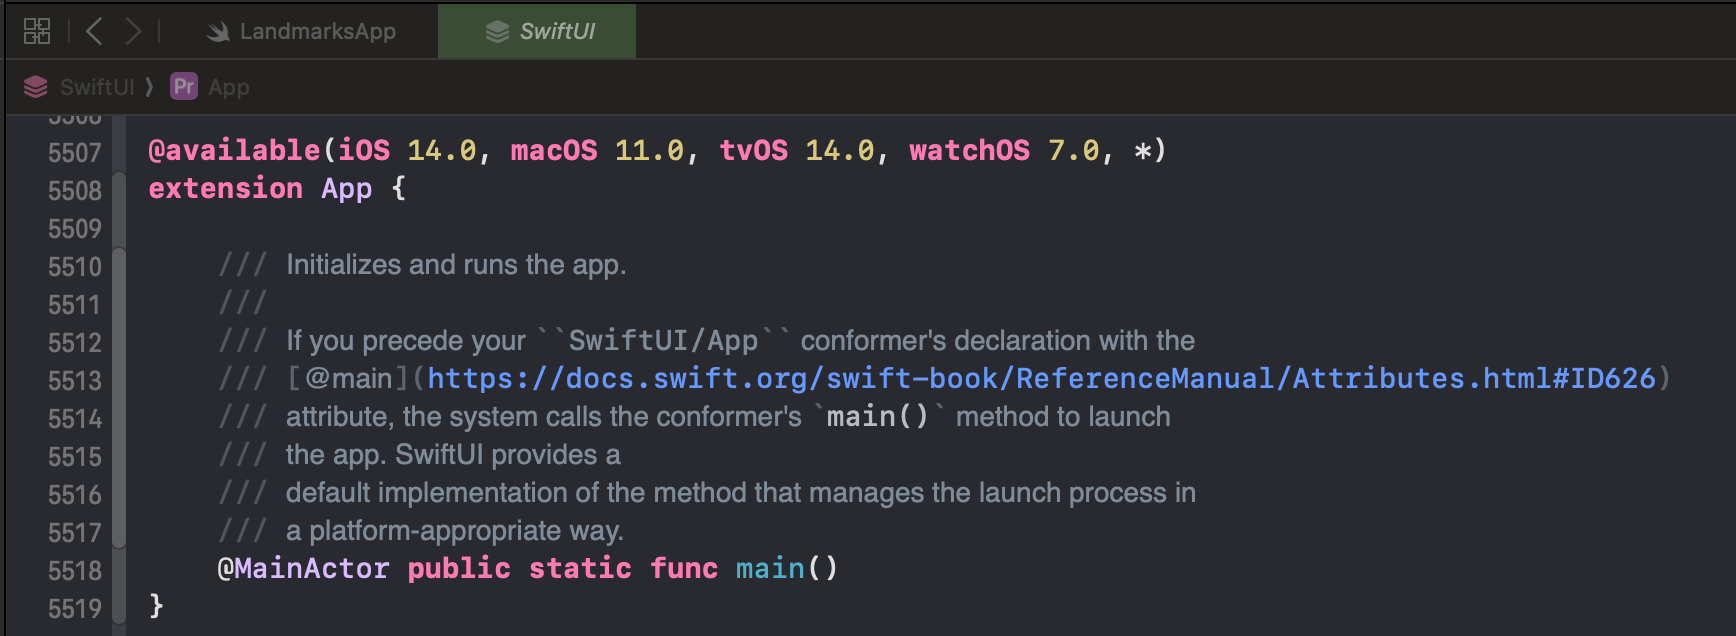 LandmarksApp
SwiftUI
SwiftUI ⟩ Pr App
5506
5507 @available(iOS 14.0, macOS 11.0, tvOS 14.0, watchOS 7.0, *)
5508 extension App {
5509
5510 /// Initializes and runs the app.
5511 ///
5512 /// If you precede your ``SwiftUI/App`` conformer's declaration with the
5513 /// [@main](https://docs.swift.org/swift-book/ReferenceManual/Attributes.html#ID626)
5514 /// attribute, the system calls the conformer's `main()` method to launch
5515 /// the app. SwiftUI provides a
5516 /// default implementation of the method that manages the launch process in
5517 /// a platform-appropriate way.
5518 @MainActor public static func main()
5519 }